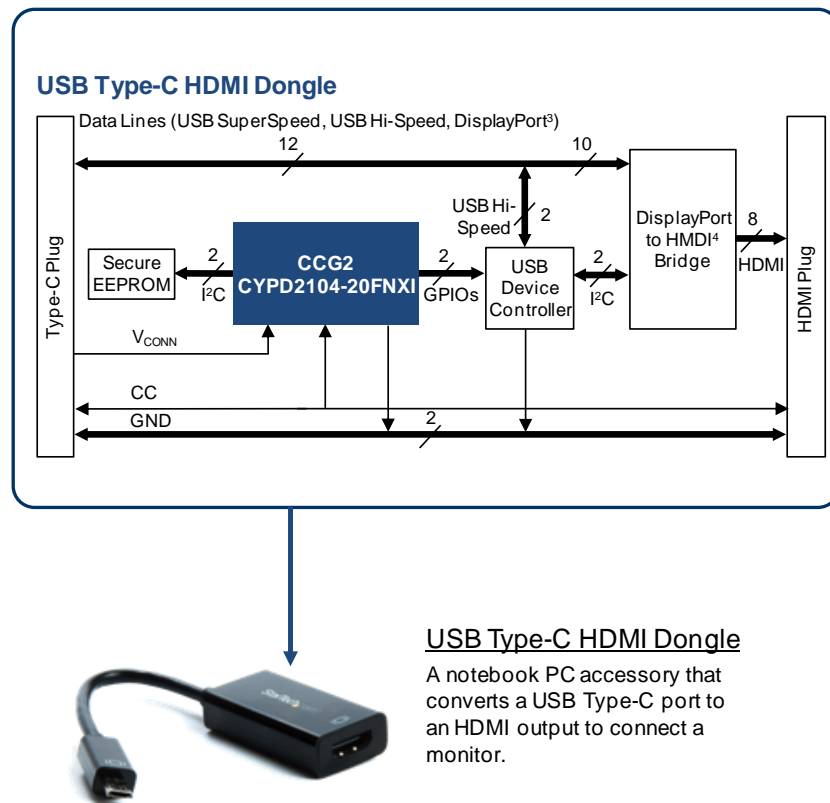 USB Type-C HDMI Dongle
Data Lines (USB SuperSpeed, USB Hi-Speed, DisplayPort³)
12
10
Type-C Plug
Secure
EEPROM
2
I²C
CCG2
CYPD2104-20FNXI
2
GPIOs
USB Hi-
Speed
2
USB
Device
Controller
2
I²C
DisplayPort
to HMDI⁴
Bridge
8
HDMI
HDMI Plug
VCONN
CC
GND
2
StarTech
USB Type-C HDMI Dongle
A notebook PC accessory that
converts a USB Type-C port to
an HDMI output to connect a
monitor.